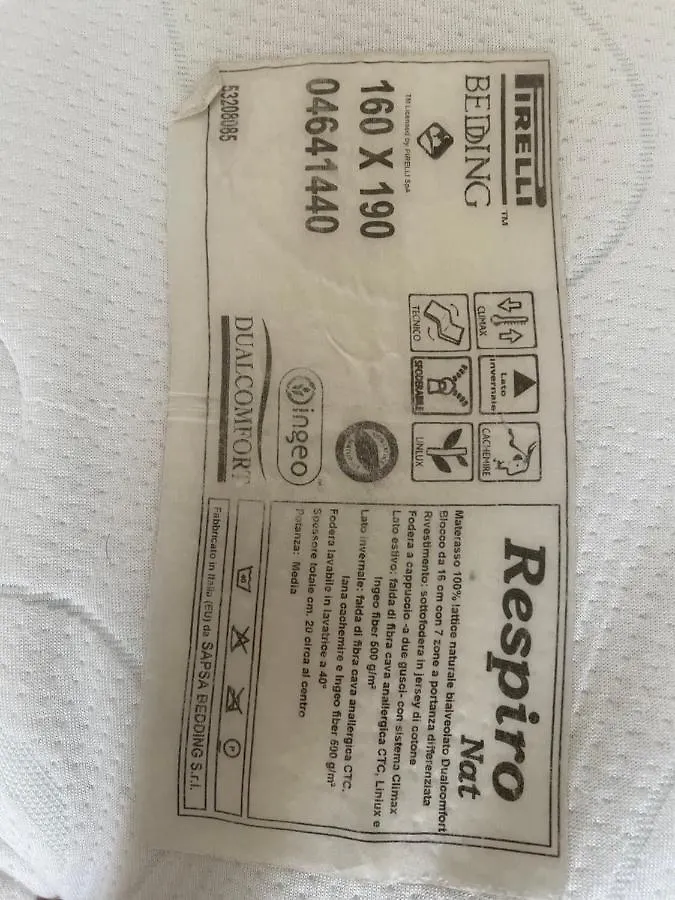 PIRELLI
BEDDING™
TM Licensed by PIRELLI SpA
160 X 190
04641440
53208085
CLIMAX
Lato
Invernale
CACHEMIRE
TECNICO
SFODERABILE
LINLUX
ingeo™
DUALCOMFORT
Respiro
Nat
Materasso 100% lattice naturale bialveolato Dualcomfort
Blocco da 16 cm con 7 zone a portanza differenziata
Rivestimento: sottofodera in jersey di cotone
Fodera a cappuccio -a due gusci- con sistema Climax
Lato estivo: falda di fibra cava anallergica CTC, Linlux e
Ingeo fiber 600 g/m²
Lato invernale: falda di fibra cava anallergica CTC,
lana cachemire e Ingeo fiber 600 g/m²
Fodera lavabile in lavatrice a 40°
Spessore totale cm. 20 circa al centro
Portanza: Media
40
P
Fabbricato in Italia (EU) da SAPSA BEDDING S.r.l.